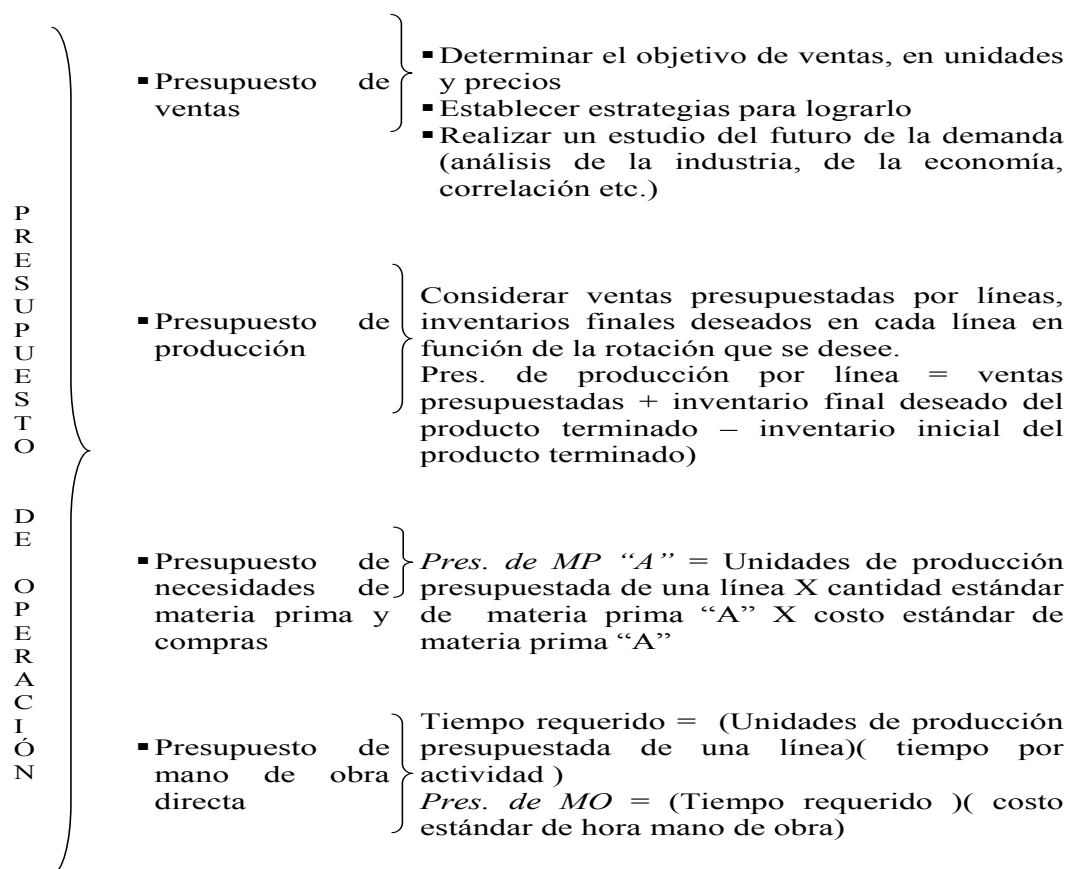 PRESUPUESTO DE OPERACIÓN
▪ Presupuesto de
ventas
▪ Determinar el objetivo de ventas, en unidades
y precios
▪ Establecer estrategias para lograrlo
▪ Realizar un estudio del futuro de la demanda
(análisis de la industria, de la economía,
correlación etc.)
▪ Presupuesto de
producción
Considerar ventas presupuestadas por líneas,
inventarios finales deseados en cada línea en
función de la rotación que se desee.
Pres. de producción por línea = ventas
presupuestadas + inventario final deseado del
producto terminado – inventario inicial del
producto terminado)
▪ Presupuesto de
necesidades de
materia prima y
compras
Pres. de MP “A” = Unidades de producción
presupuestada de una línea X cantidad estándar
de materia prima “A” X costo estándar de
materia prima “A”
▪ Presupuesto de
mano de obra
directa
Tiempo requerido = (Unidades de producción
presupuestada de una línea)( tiempo por
actividad )
Pres. de MO = (Tiempo requerido )( costo
estándar de hora mano de obra)